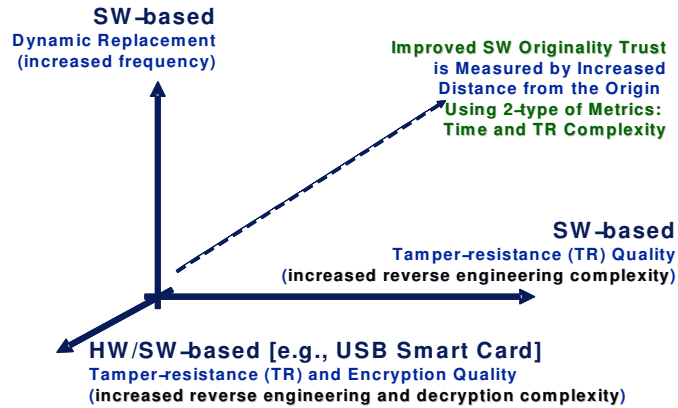 SW-based
Dynamic Replacement
(increased frequency)
Improved SW Originality Trust
is Measured by Increased
Distance from the Origin
Using 2-type of Metrics:
Time and TR Complexity
SW-based
Tamper-resistance (TR) Quality
(increased reverse engineering complexity)
HW/SW-based [e.g., USB Smart Card]
Tamper-resistance (TR) and Encryption Quality
(increased reverse engineering and decryption complexity)